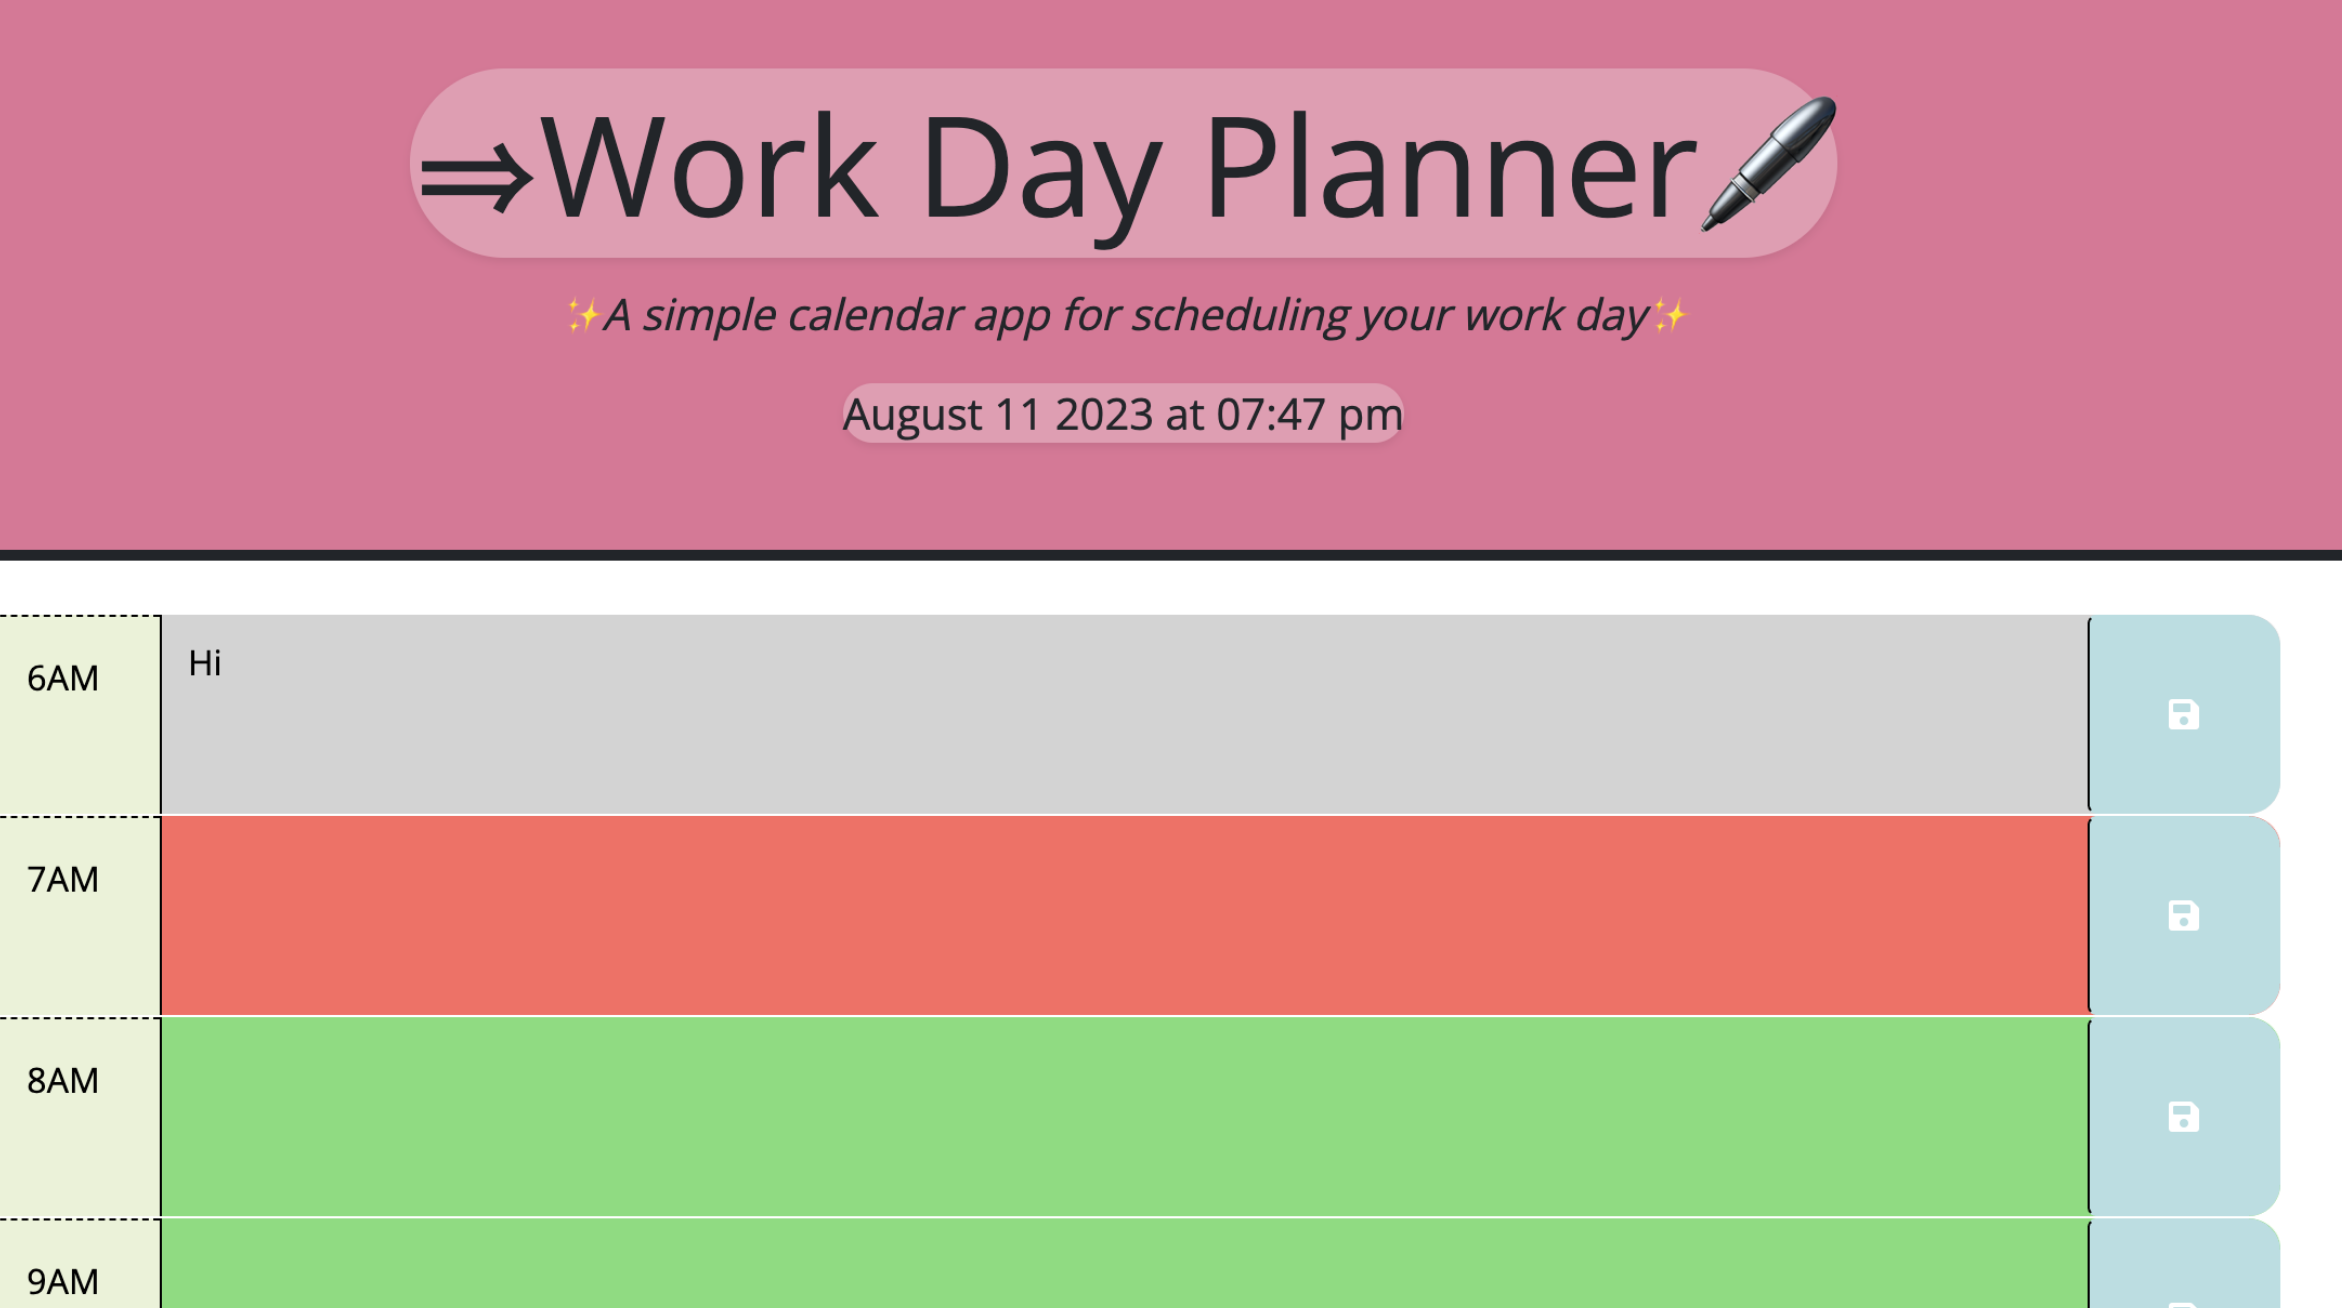 ⇒Work Day Planner🖊️
✨A simple calendar app for scheduling your work day✨
August 11 2023 at 07:47 pm
6AM
Hi
7AM
8AM
9AM